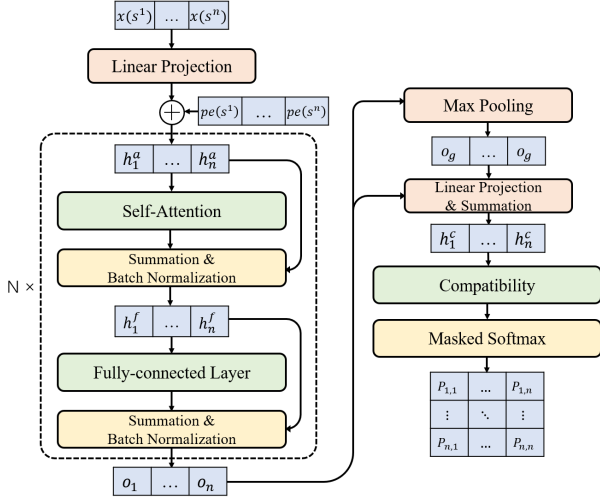 x(s¹) ... x(sⁿ)
Linear Projection
+
pe(s¹) ... pe(sⁿ)
h₁ᵃ ... hₙᵃ
Self-Attention
Summation &
Batch Normalization
N ×
h₁ᶠ ... hₙᶠ
Fully-connected Layer
Summation &
Batch Normalization
o₁ ... oₙ
Max Pooling
o_g ... o_g
Linear Projection
& Summation
h₁ᶜ ... hₙᶜ
Compatibility
Masked Softmax
P₁,₁ ... P₁,ₙ
⋮ ⋱ ⋮
Pₙ,₁ ... Pₙ,ₙ